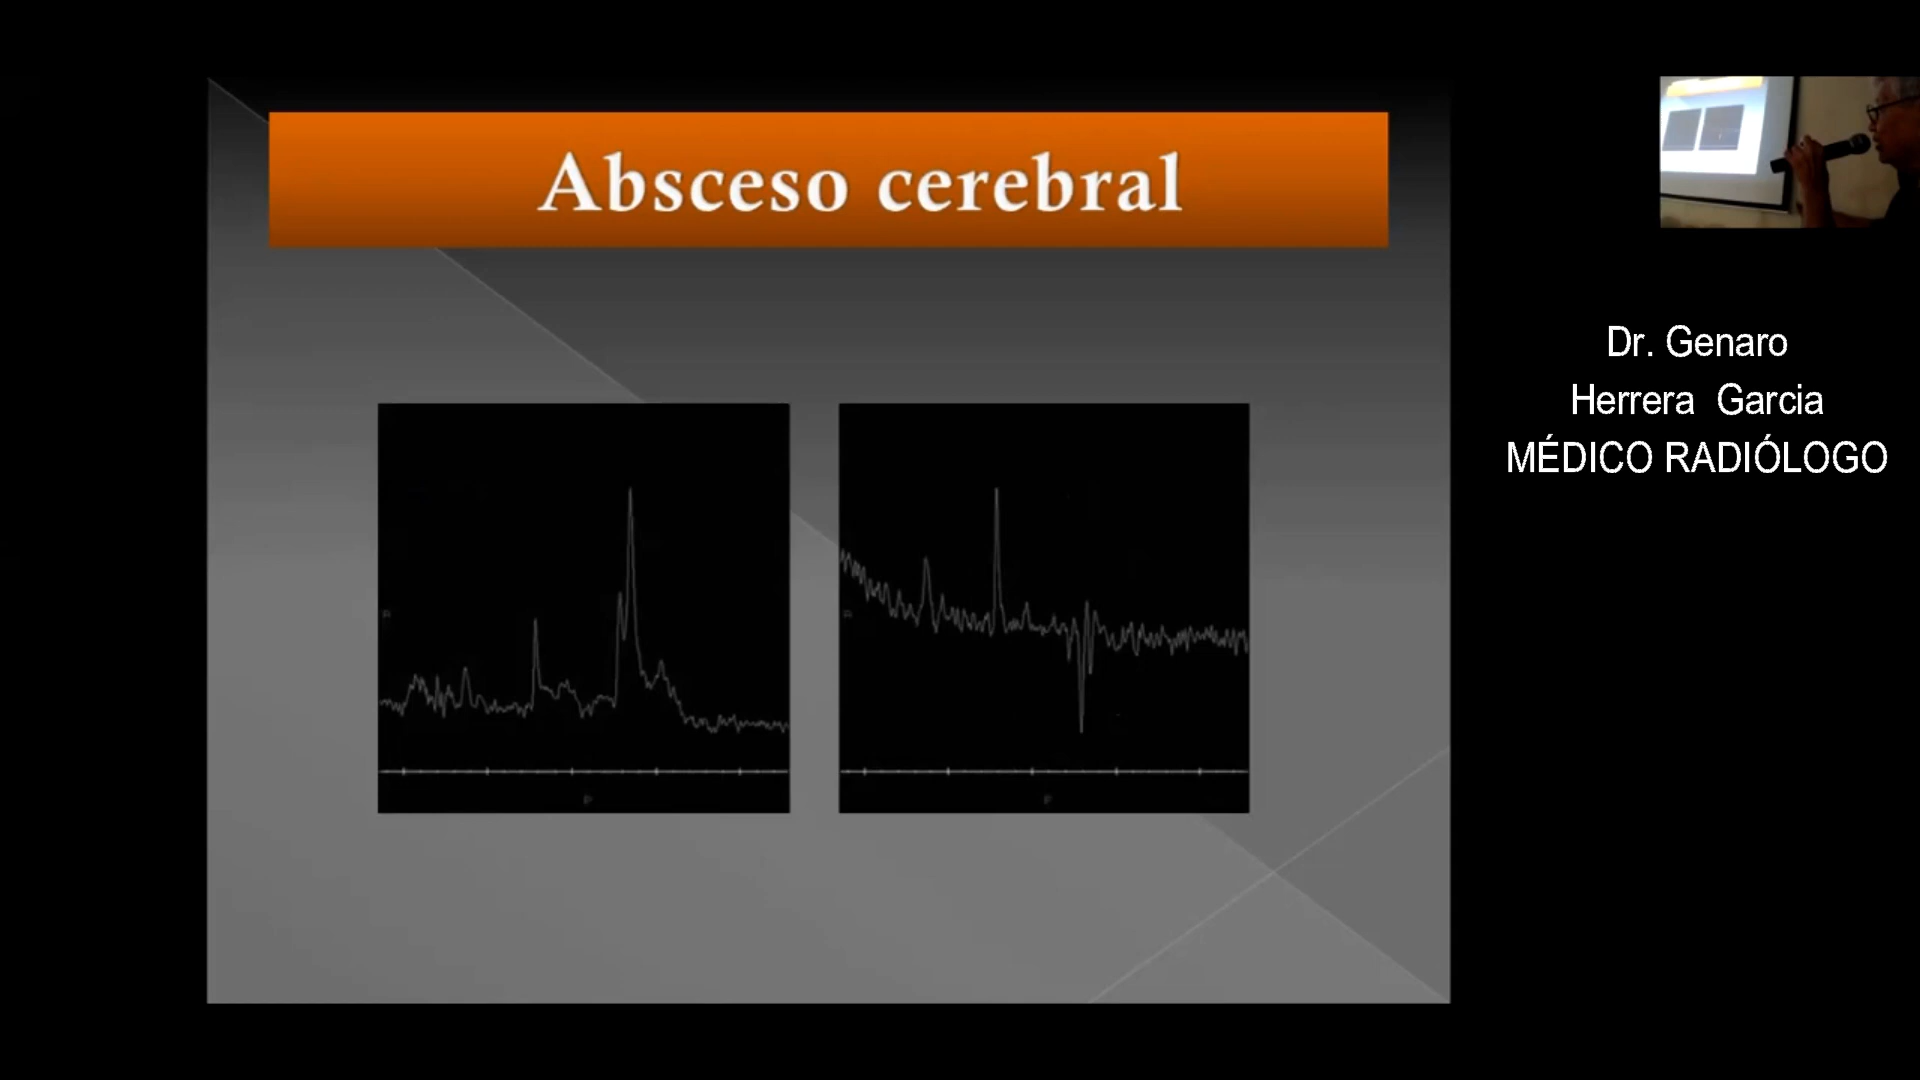 Absceso cerebral
Dr. Genaro
Herrera Garcia
MÉDICO RADIÓLOGO
R
R
P
P